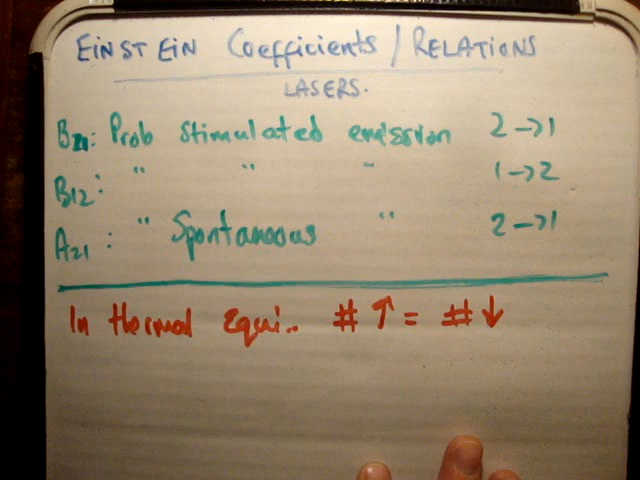 EINSTEIN Coefficients / RELATIONS
LASERS.
B21: Prob Stimulated emission 2→1
B12: " " " 1→2
A21: " Spontaneous " 2→1
In thermal Equi.. # ↑ = # ↓